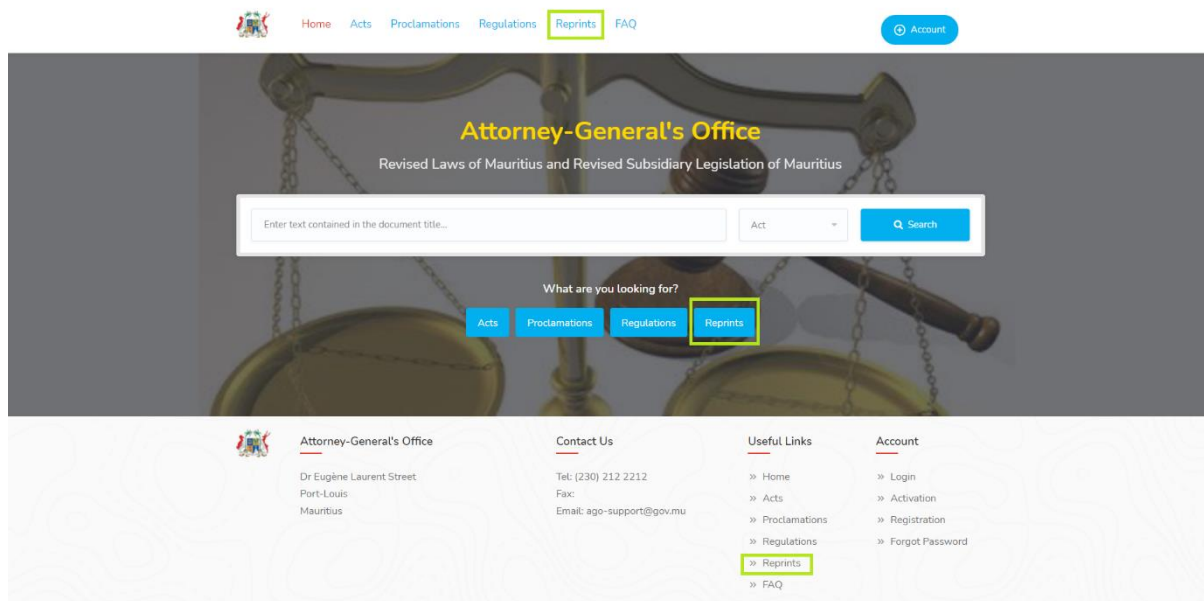 Home Acts Proclamations Regulations Reprints FAQ
Account
Attorney-General's Office
Revised Laws of Mauritius and Revised Subsidiary Legislation of Mauritius
Enter text contained in the document title...
Act
Search
What are you looking for?
Acts Proclamations Regulations Reprints
Attorney-General's Office
Dr Eugène Laurent Street
Port-Louis
Mauritius
Contact Us
Tel: (230) 212 2212
Fax:
Email: ago-support@gov.mu
Useful Links
» Home
» Acts
» Proclamations
» Regulations
» Reprints
» FAQ
Account
» Login
» Activation
» Registration
» Forgot Password